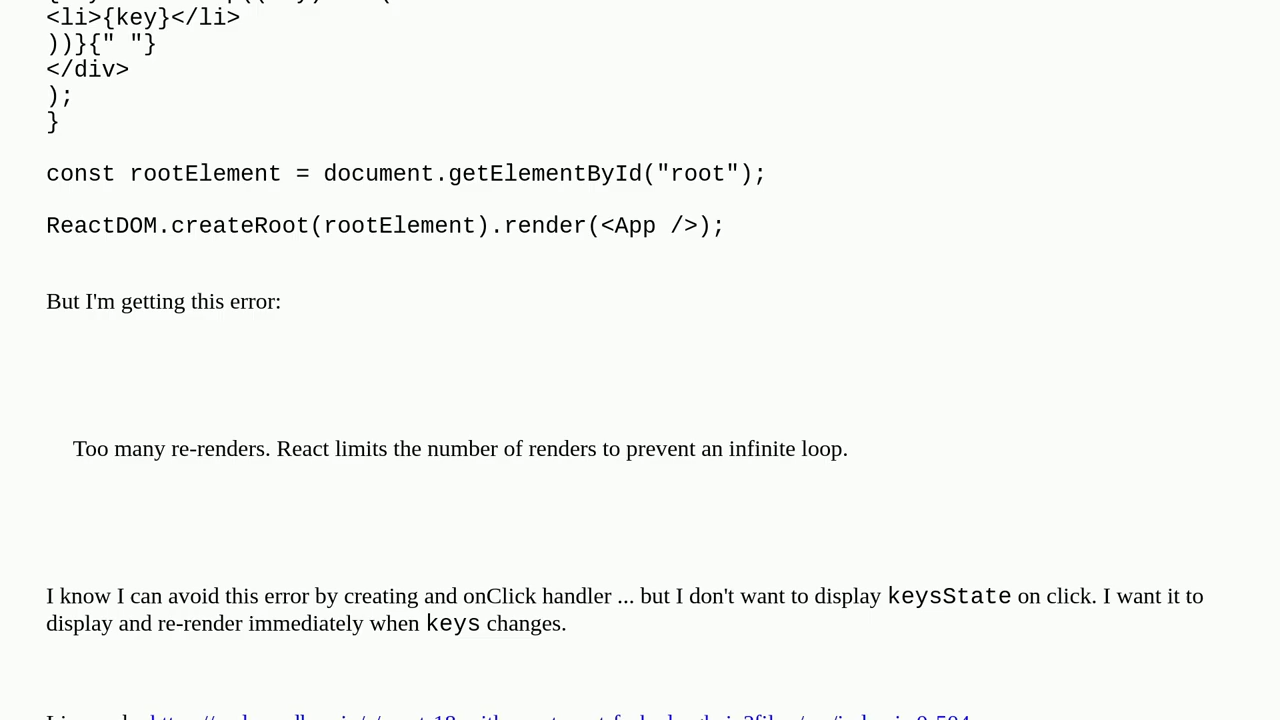 <li>{key}</li>
))}{" "}
</div>
);
}
const rootElement = document.getElementById("root");
ReactDOM.createRoot(rootElement).render(<App />);
But I'm getting this error:
Too many re-renders. React limits the number of renders to prevent an infinite loop.
I know I can avoid this error by creating and onClick handler ... but I don't want to display keysState on click. I want it to
display and re-render immediately when keys changes.